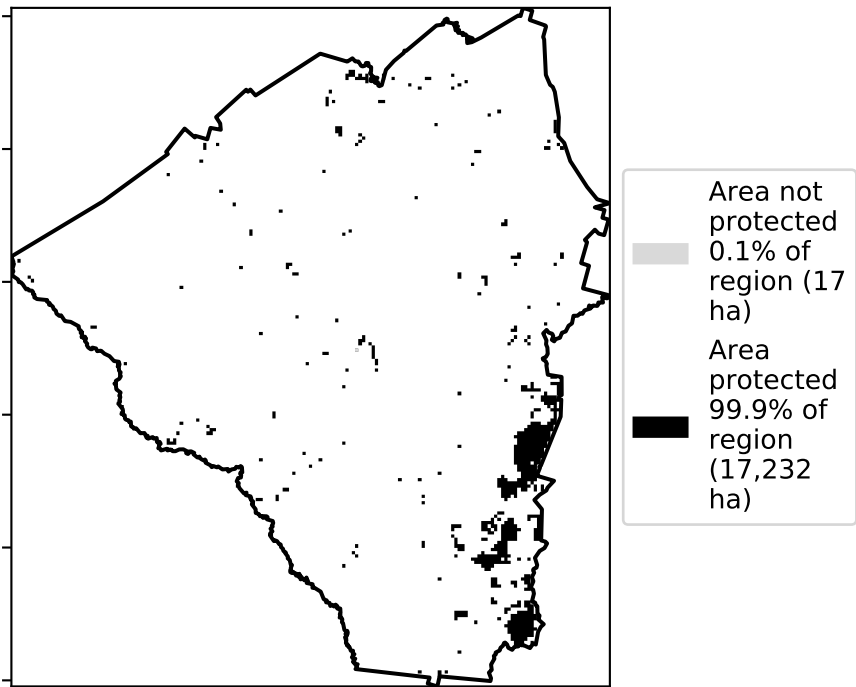 Area not
protected
0.1% of
region (17
ha)
Area
protected
99.9% of
region
(17,232
ha)